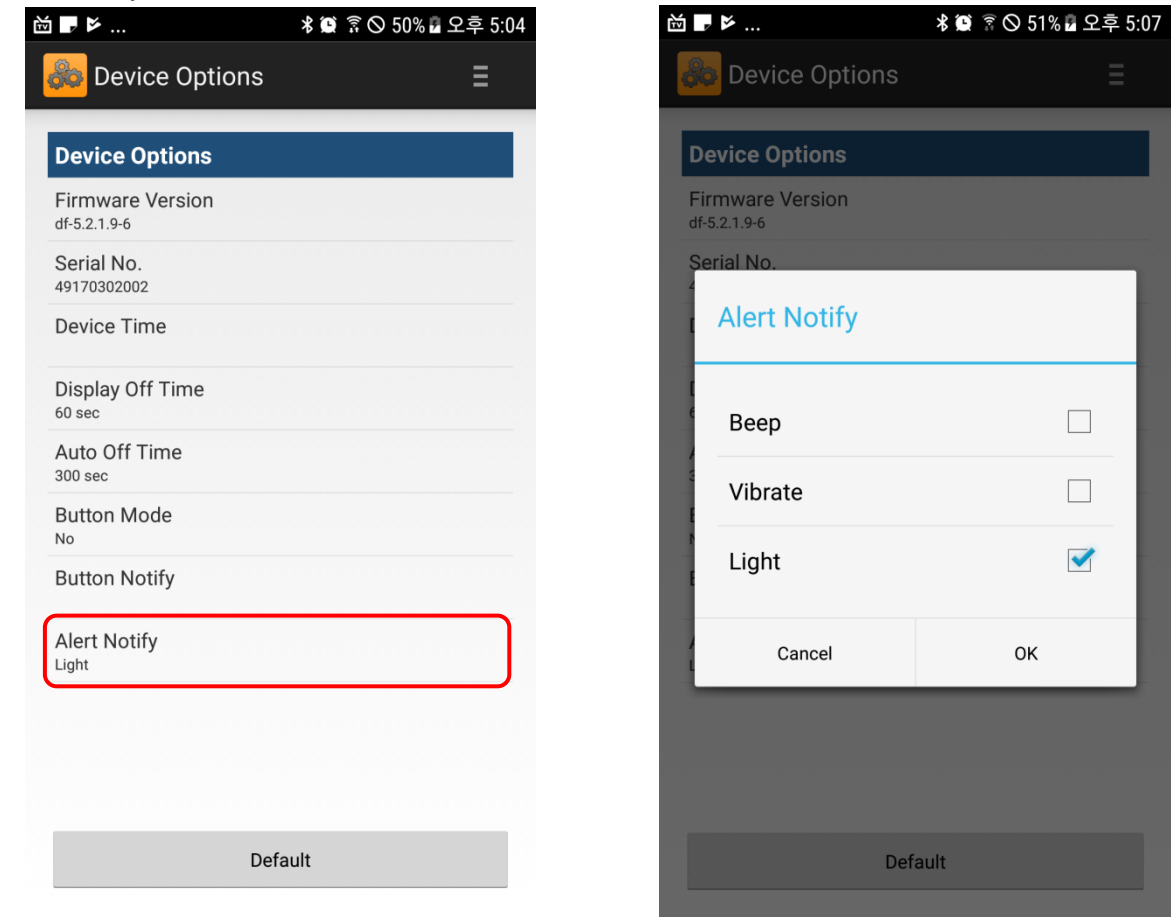 ... 50% 오후 5:04
Device Options
Device Options
Firmware Version
df-5.2.1.9-6
Serial No.
49170302002
Device Time
Display Off Time
60 sec
Auto Off Time
300 sec
Button Mode
No
Button Notify
Alert Notify
Light
Default
... 51% 오후 5:07
Device Options
Device Options
Firmware Version
df-5.2.1.9-6
Serial No.
Alert Notify
Beep
Vibrate
Light
Cancel OK
Default